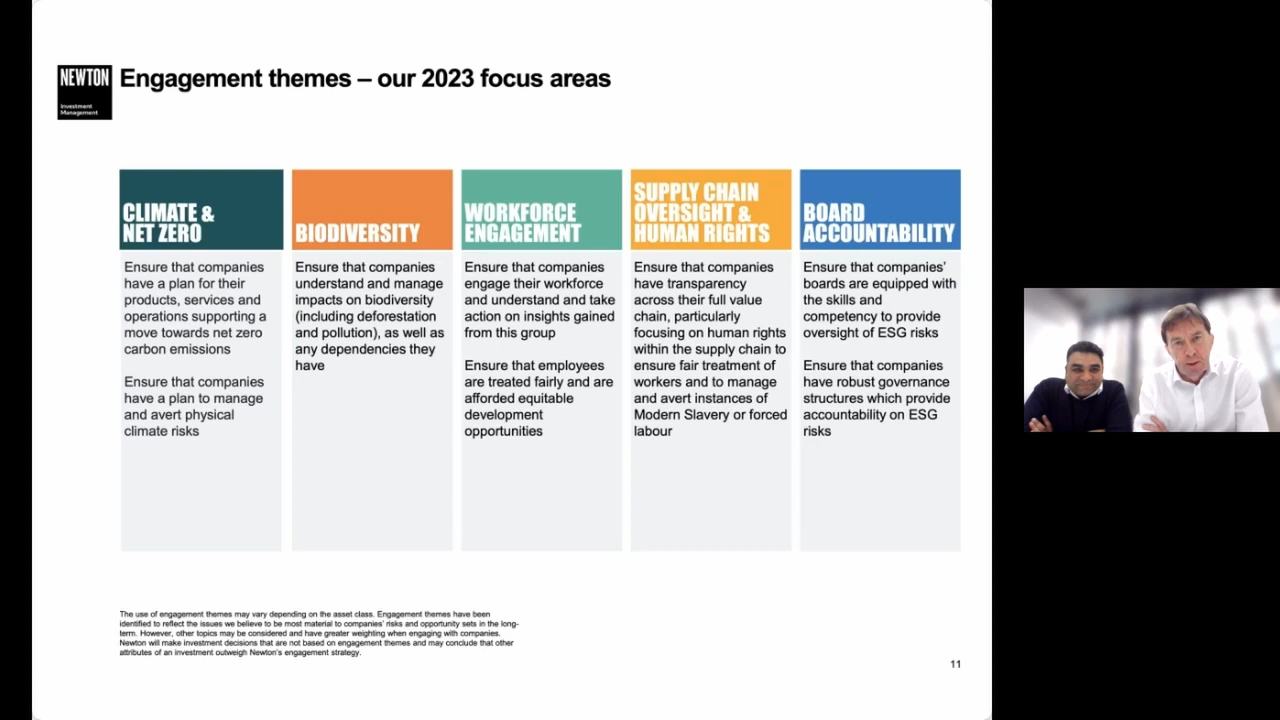 NEWTON
Investment
Management
Engagement themes – our 2023 focus areas
CLIMATE &
NET ZERO
Ensure that companies
have a plan for their
products, services and
operations supporting a
move towards net zero
carbon emissions
Ensure that companies
have a plan to manage
and avert physical
climate risks
BIODIVERSITY
Ensure that companies
understand and manage
impacts on biodiversity
(including deforestation
and pollution), as well as
any dependencies they
have
WORKFORCE
ENGAGEMENT
Ensure that companies
engage their workforce
and understand and take
action on insights gained
from this group
Ensure that employees
are treated fairly and are
afforded equitable
development
opportunities
SUPPLY CHAIN
OVERSIGHT &
HUMAN RIGHTS
Ensure that companies
have transparency
across their full value
chain, particularly
focusing on human rights
within the supply chain to
ensure fair treatment of
workers and to manage
and avert instances of
Modern Slavery or forced
labour
BOARD
ACCOUNTABILITY
Ensure that companies’
boards are equipped with
the skills and
competency to provide
oversight of ESG risks
Ensure that companies
have robust governance
structures which provide
accountability on ESG
risks
The use of engagement themes may vary depending on the asset class. Engagement themes have been
identified to reflect the issues we believe to be most material to companies’ risks and opportunity sets in the long-
term. However, other topics may be considered and have greater weighting when engaging with companies.
Newton will make investment decisions that are not based on engagement themes and may conclude that other
attributes of an investment outweigh Newton’s engagement strategy.
11